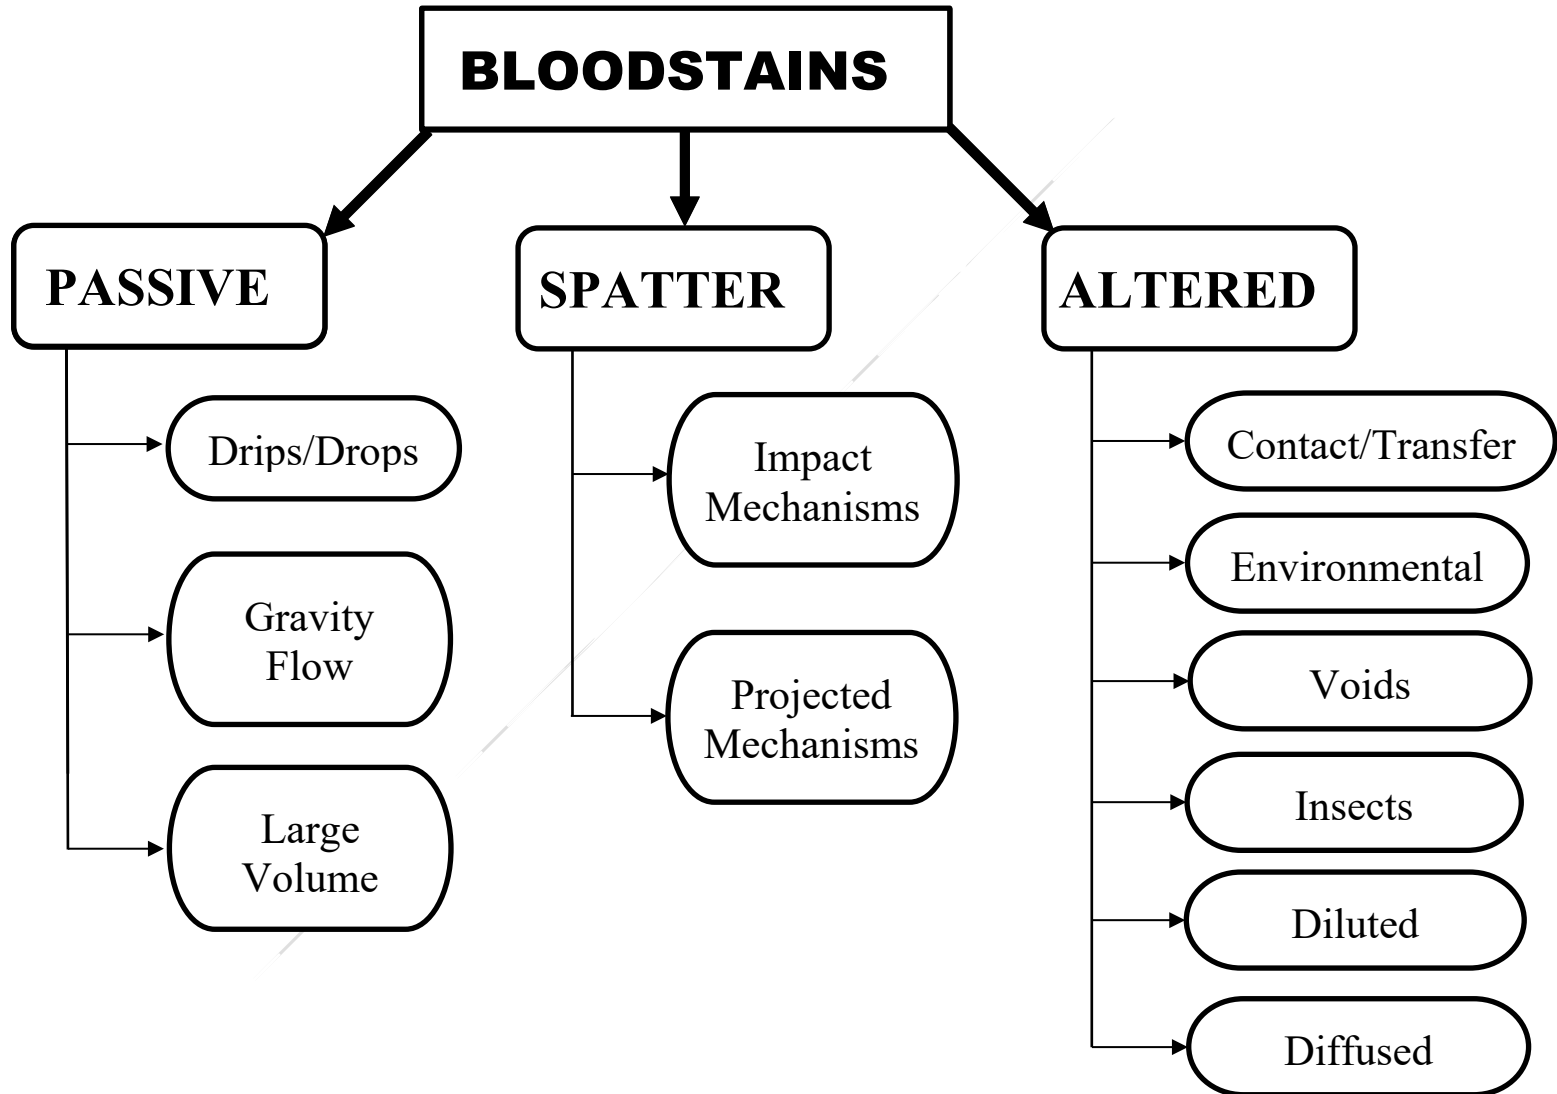 BLOODSTAINS
PASSIVE
Drips/Drops
Gravity
Flow
Large
Volume
SPATTER
Impact
Mechanisms
Projected
Mechanisms
ALTERED
Contact/Transfer
Environmental
Voids
Insects
Diluted
Diffused